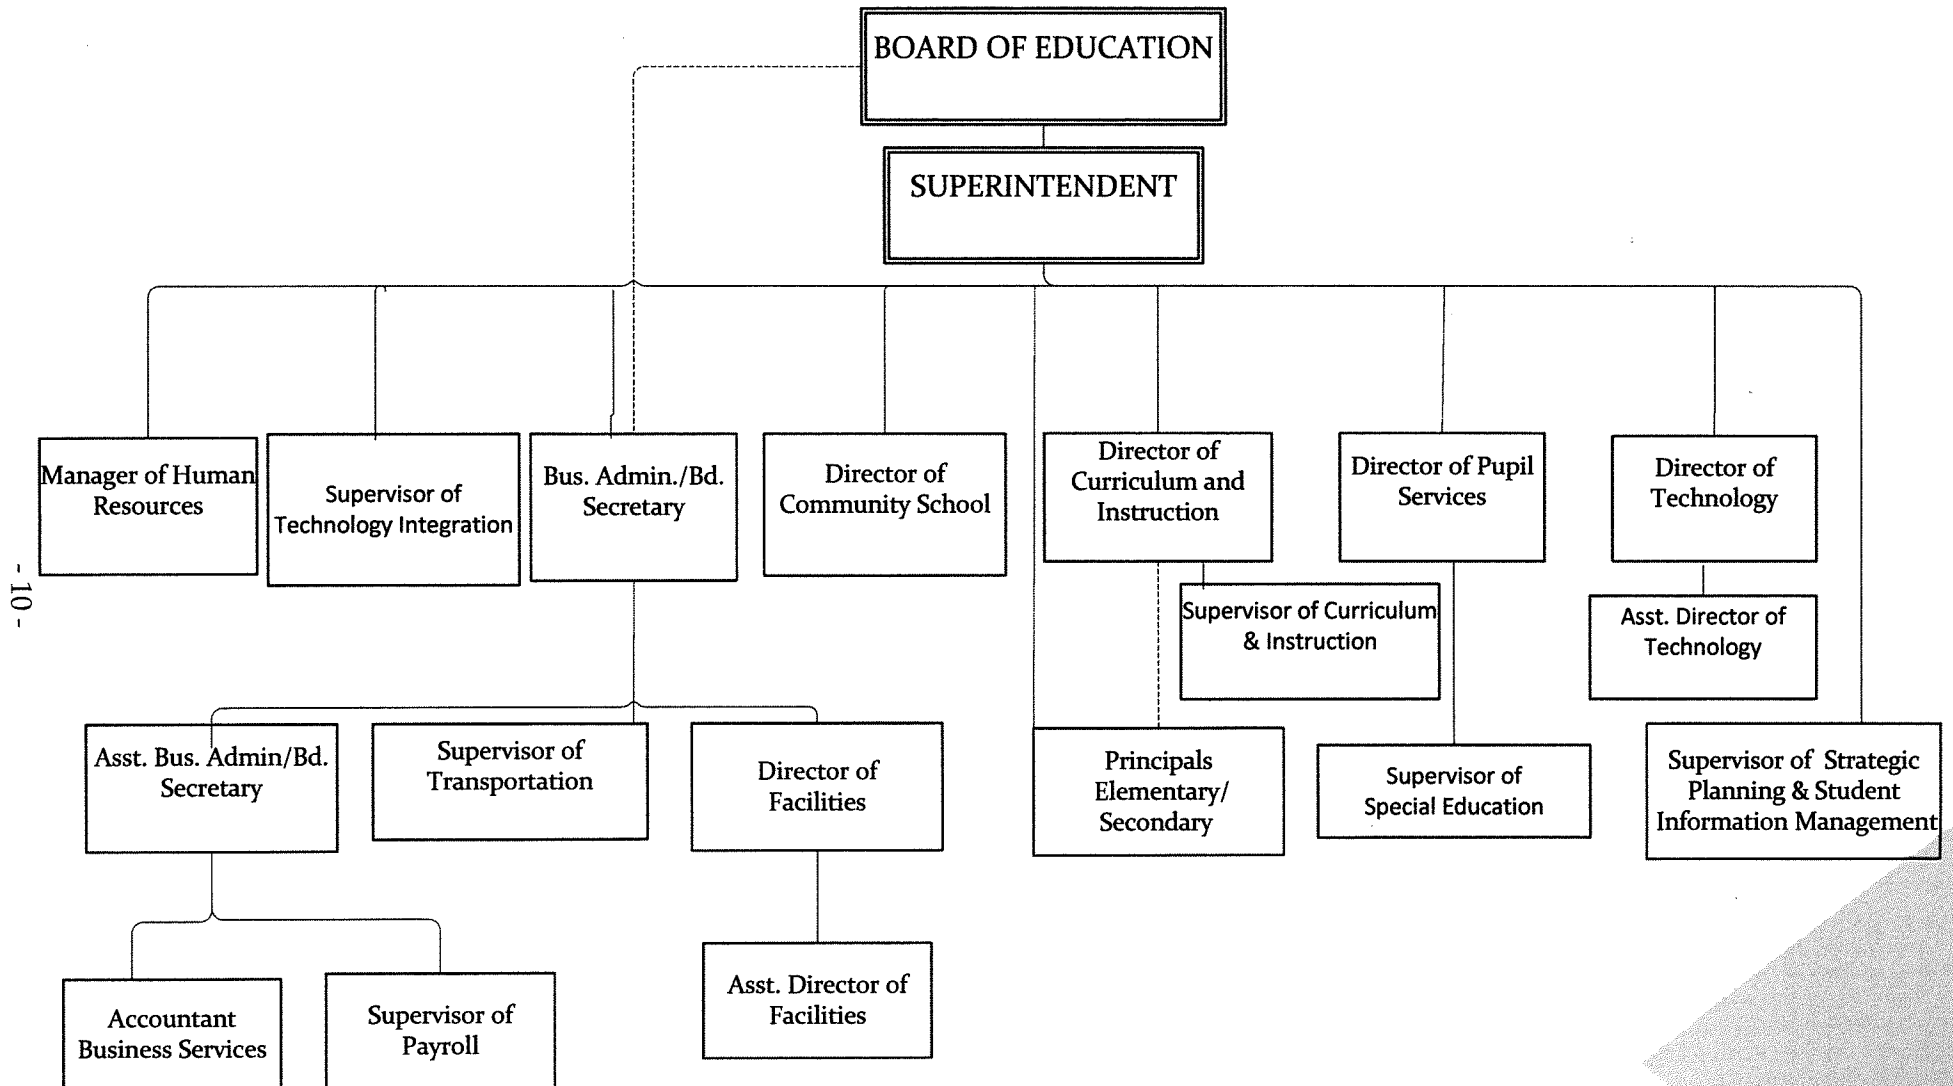 BOARD OF EDUCATION
SUPERINTENDENT
Manager of Human
Resources
Supervisor of
Technology Integration
Bus. Admin./Bd.
Secretary
Director of
Community School
Director of
Curriculum and
Instruction
Director of Pupil
Services
Director of
Technology
Supervisor of Curriculum
& Instruction
Asst. Director of
Technology
- 10 -
Asst. Bus. Admin/Bd.
Secretary
Supervisor of
Transportation
Director of
Facilities
Principals
Elementary/
Secondary
Supervisor of
Special Education
Supervisor of Strategic
Planning & Student
Information Management
Accountant
Business Services
Supervisor of
Payroll
Asst. Director of
Facilities